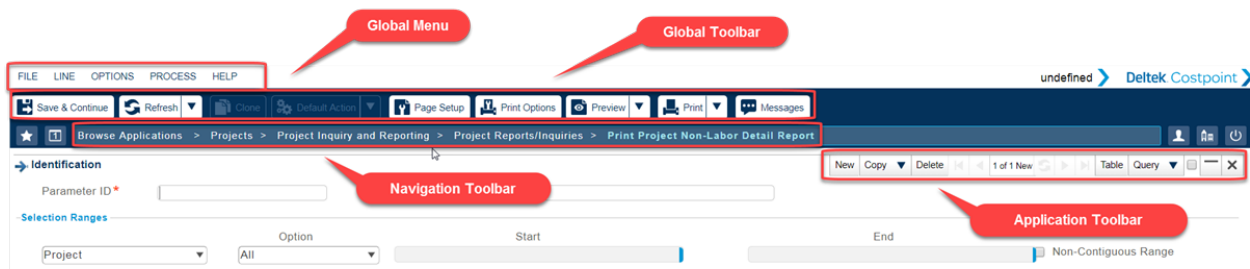 Global Menu
Global Toolbar
FILE LINE OPTIONS PROCESS HELP
undefined Deltek Costpoint
Save & Continue Refresh Clone Default Action Page Setup Print Options Preview Print Messages
Browse Applications > Projects > Project Inquiry and Reporting > Project Reports/Inquiries > Print Project Non-Labor Detail Report
Identification
New Copy Delete 1 of 1 New Table Query
Parameter ID *
Navigation Toolbar
Application Toolbar
Selection Ranges
Option Start End
Project All Non-Contiguous Range